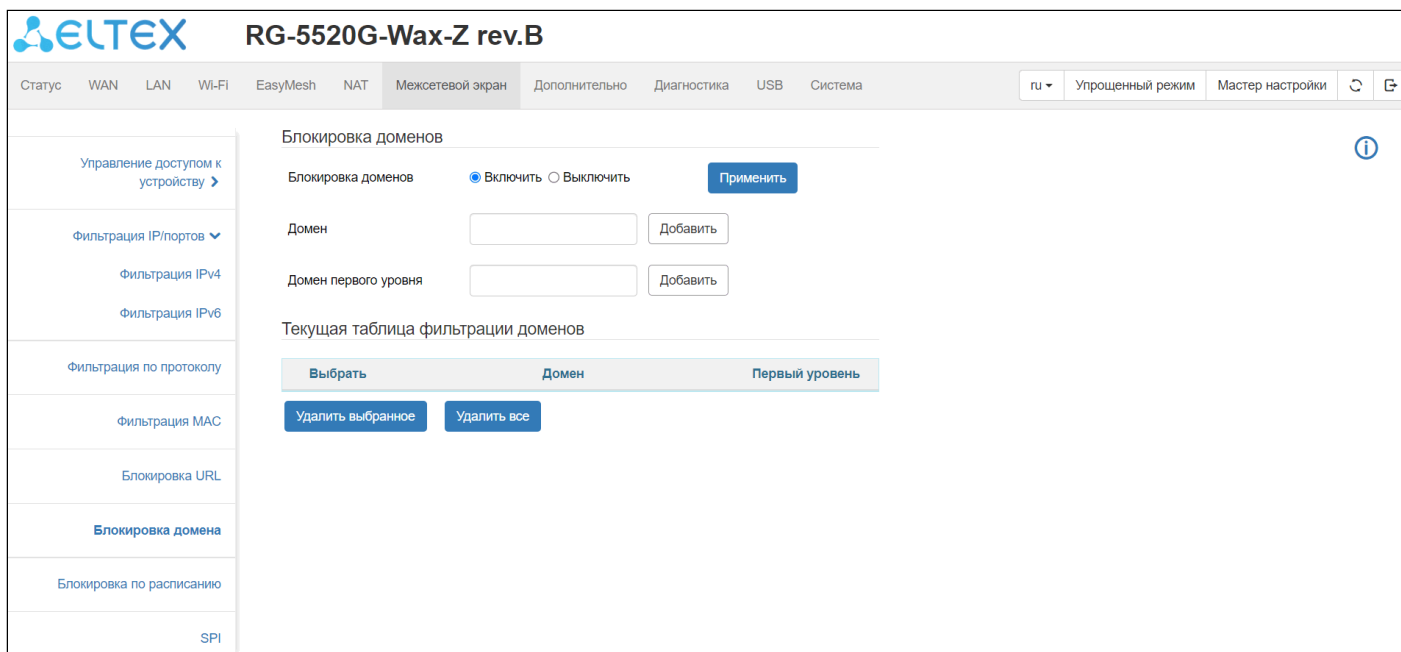 ELTEX RG-5520G-Wax-Z rev.B
Статус WAN LAN Wi-Fi EasyMesh NAT Межсетевой экран Дополнительно Диагностика USB Система ru Упрощенный режим Мастер настройки
Управление доступом к
устройству
Фильтрация IP/портов
Фильтрация IPv4
Фильтрация IPv6
Фильтрация по протоколу
Фильтрация MAC
Блокировка URL
Блокировка домена
Блокировка по расписанию
SPI
Блокировка доменов
Блокировка доменов Включить Выключить Применить
Домен Добавить
Домен первого уровня Добавить
Текущая таблица фильтрации доменов
Выбрать Домен Первый уровень
Удалить выбранное Удалить все